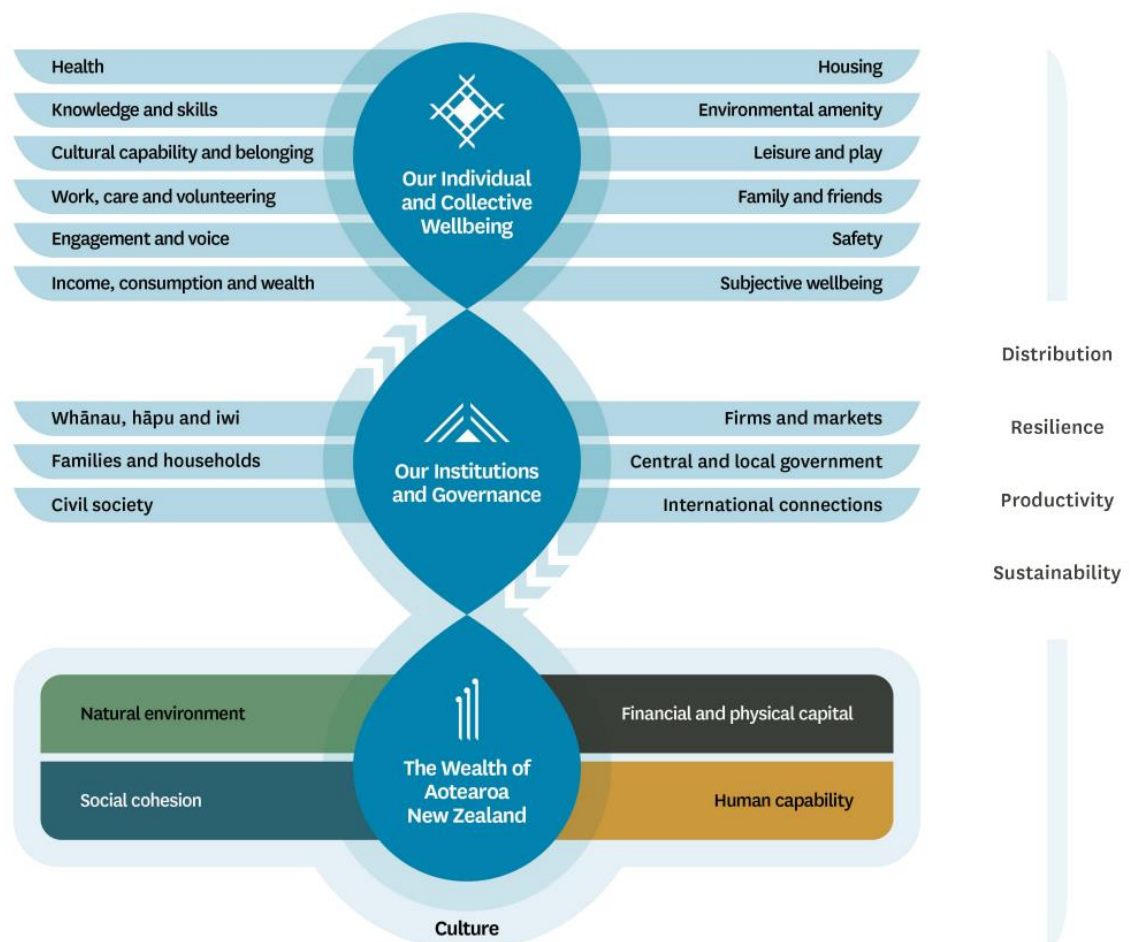 Health
Housing
Knowledge and skills
Environmental amenity
Cultural capability and belonging
Leisure and play
Work, care and volunteering
Family and friends
Engagement and voice
Safety
Income, consumption and wealth
Subjective wellbeing
Our Individual
and Collective
Wellbeing
Whānau, hāpu and iwi
Firms and markets
Families and households
Central and local government
Civil society
International connections
Our Institutions
and Governance
Natural environment
Financial and physical capital
Social cohesion
Human capability
The Wealth of
Aotearoa
New Zealand
Culture
Distribution
Resilience
Productivity
Sustainability